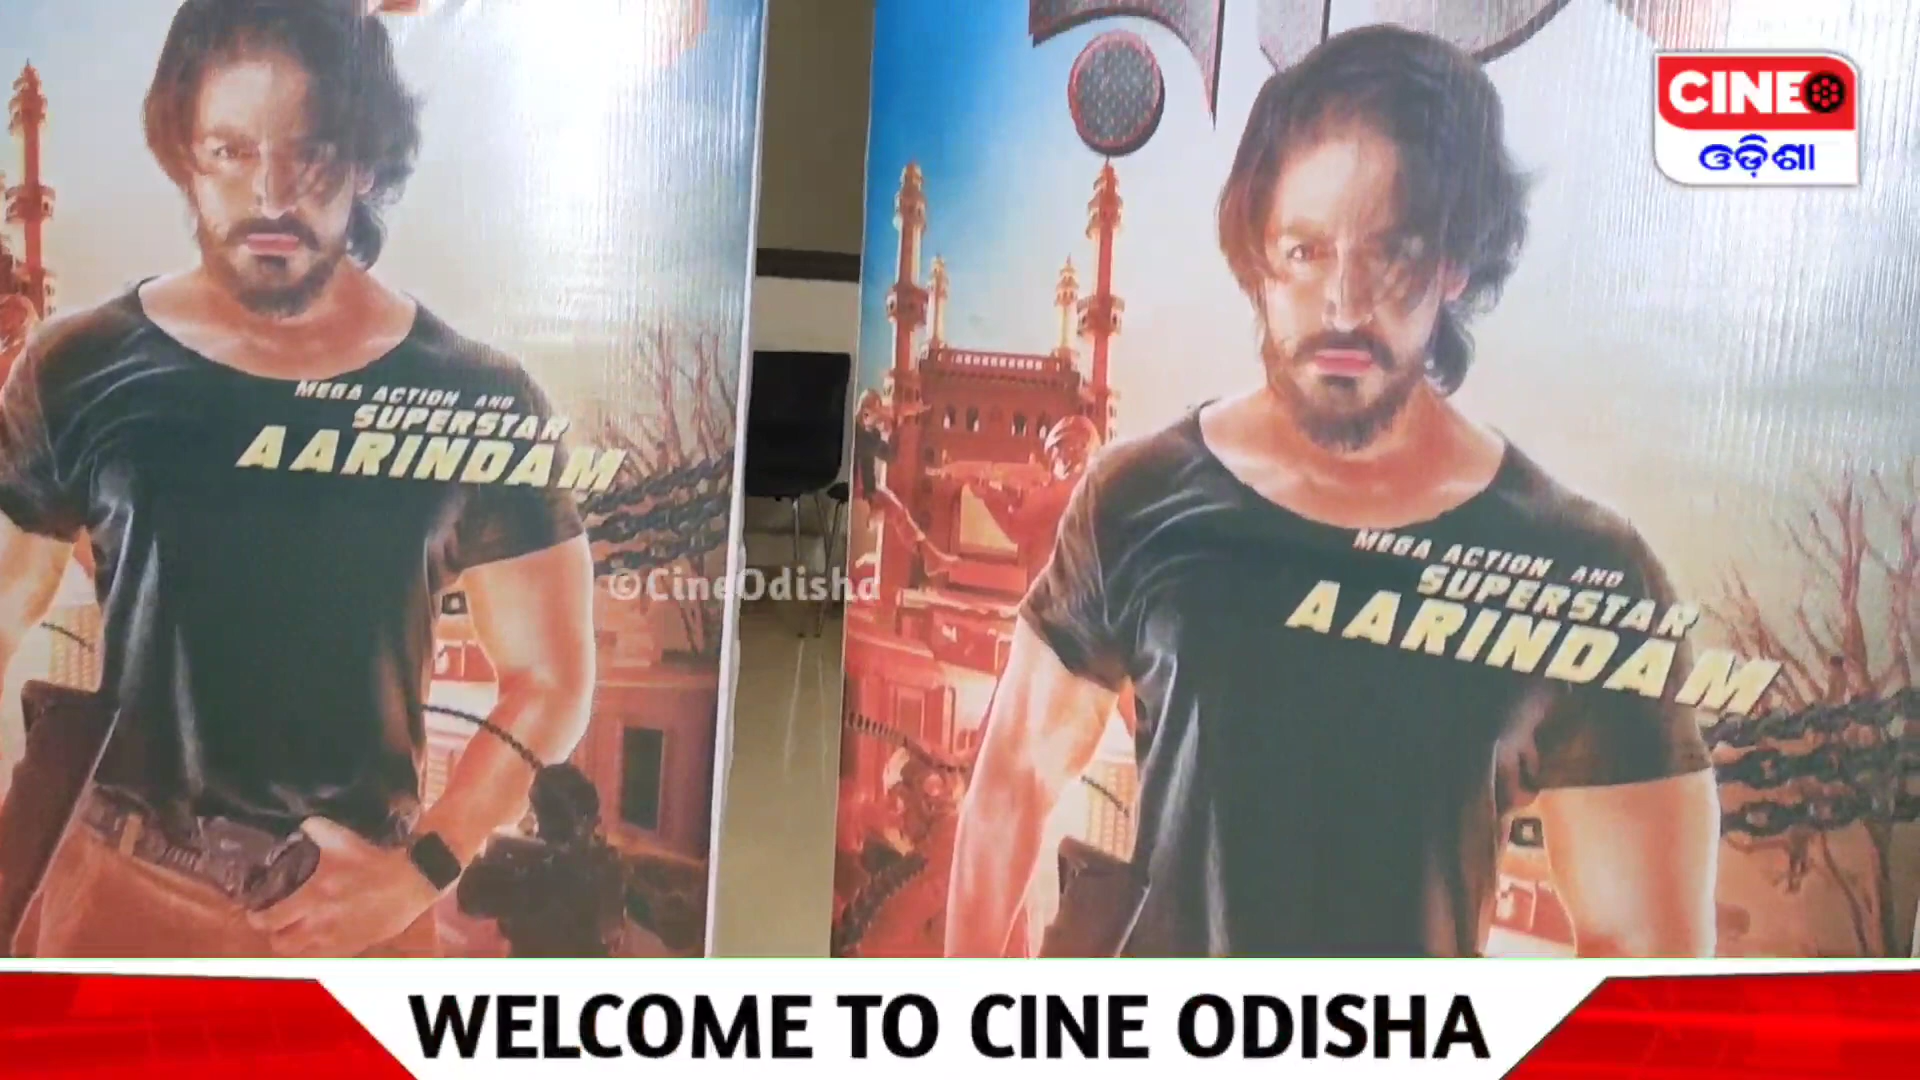 CINE
ଓଡ଼ିଶା
MEGA ACTION AND
SUPERSTAR
AARINDAM
MEGA ACTION AND
SUPERSTAR
AARINDAM
©CineOdisha
WELCOME TO CINE ODISHA